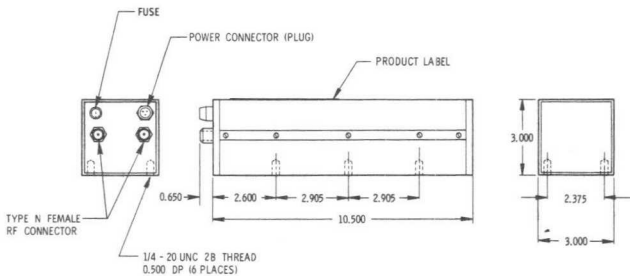 FUSE
POWER CONNECTOR (PLUG)
PRODUCT LABEL
3.000
0.650
2.600
2.905
2.905
2.375
10.500
3.000
TYPE N FEMALE
RF CONNECTOR
1/4 - 20 UNC 2B THREAD
0.500 DP (6 PLACES)